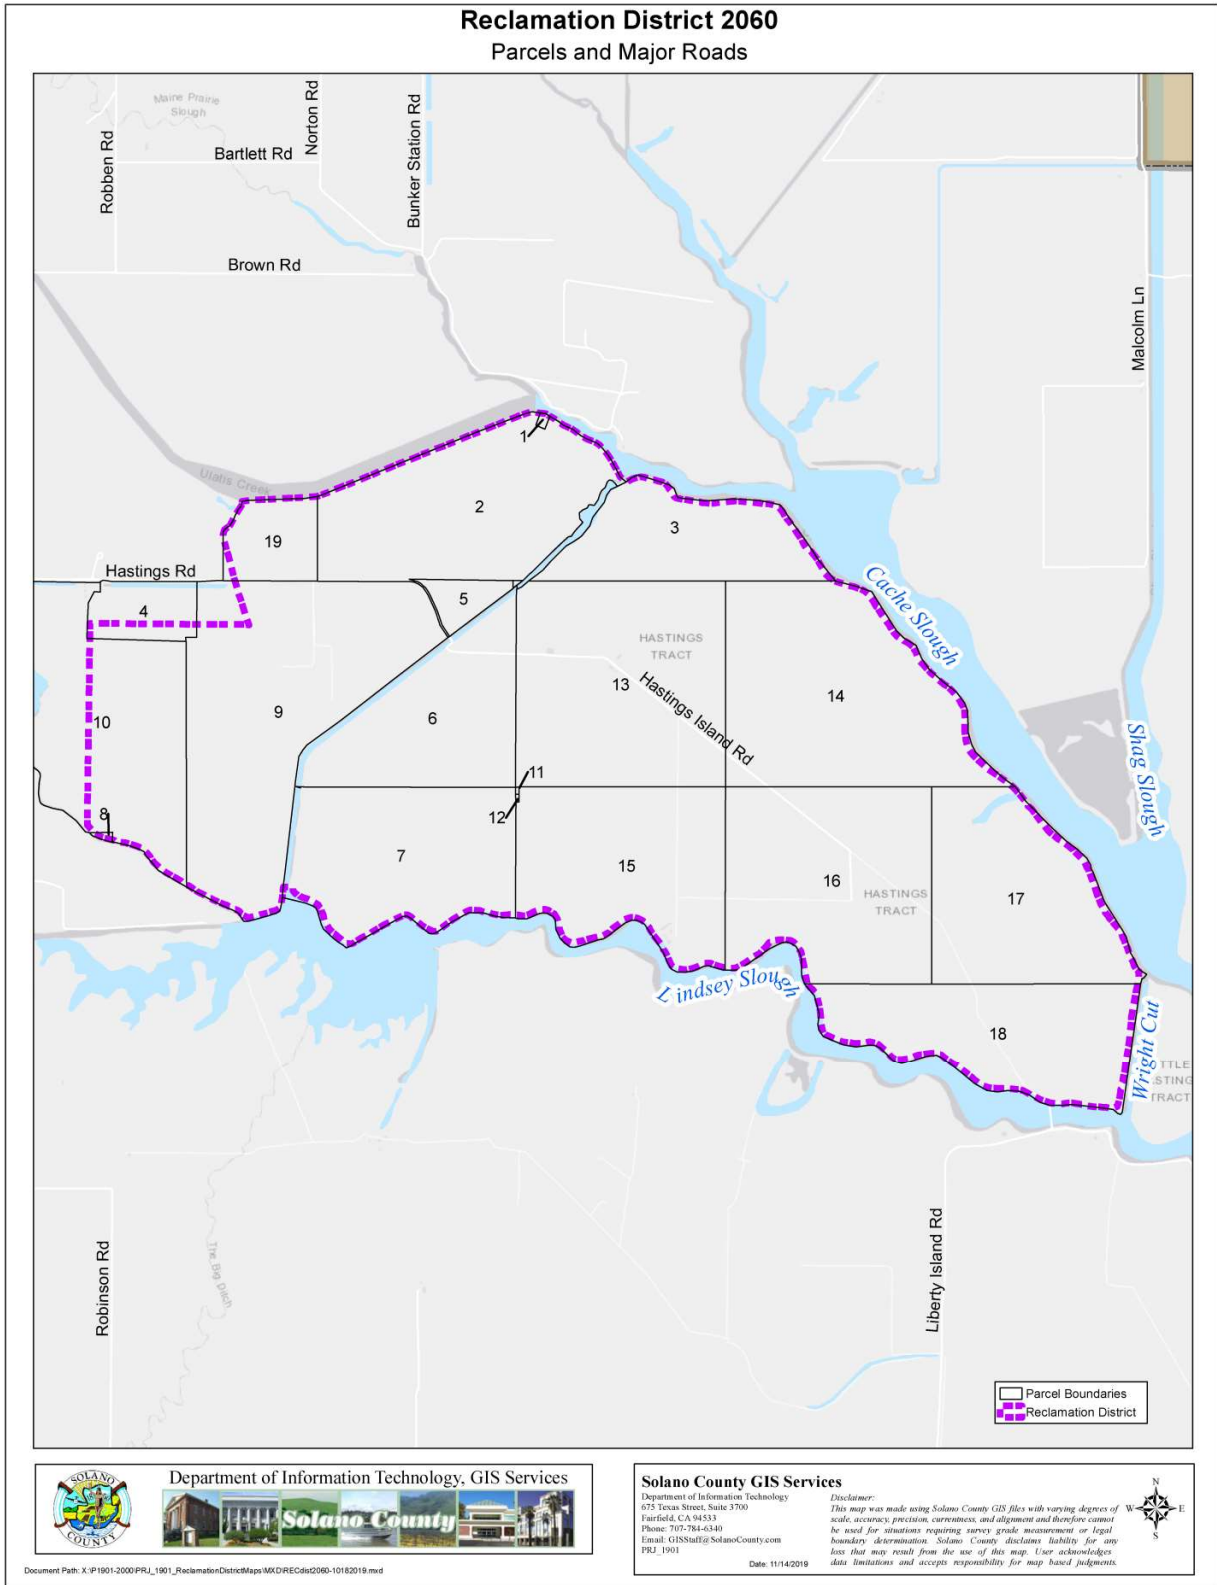 Reclamation District 2060
Parcels and Major Roads
Maine Prairie
Slough
Robben Rd
Bartlett Rd
Norton Rd
Bunker Station Rd
Brown Rd
Malcolm Ln
1
Ulatis Creek
2
3
19
Hastings Rd
4
5
Cache Slough
HASTINGS
TRACT
13
Hastings Island Rd
14
10
9
6
Shag Slough
11
12
8
7
15
16
HASTINGS
TRACT
17
Lindsey Slough
18
Wright Cut
TTLE
STING
TRACT
The Big Ditch
Robinson Rd
Liberty Island Rd
Parcel Boundaries
Reclamation District
SOLANO
COUNTY
Department of Information Technology, GIS Services
Solano County
Document Path: X:\P1901-2000\PRJ_1901_ReclamationDistrictMaps\MXD\RECdist2060-10182019.mxd
Solano County GIS Services
Department of Information Technology
675 Texas Street, Suite 3700
Fairfield, CA 94533
Phone: 707-784-6340
Email: GISStaff@SolanoCounty.com
PRJ_1901
Date: 11/14/2019
Disclaimer:
This map was made using Solano County GIS files with varying degrees of
scale, accuracy, precision, currentness, and alignment and therefore cannot
be used for situations requiring survey grade measurement or legal
boundary determination. Solano County disclaims liability for any
loss that may result from the use of this map. User acknowledges
data limitations and accepts responsibility for map based judgments.
N
W
E
S